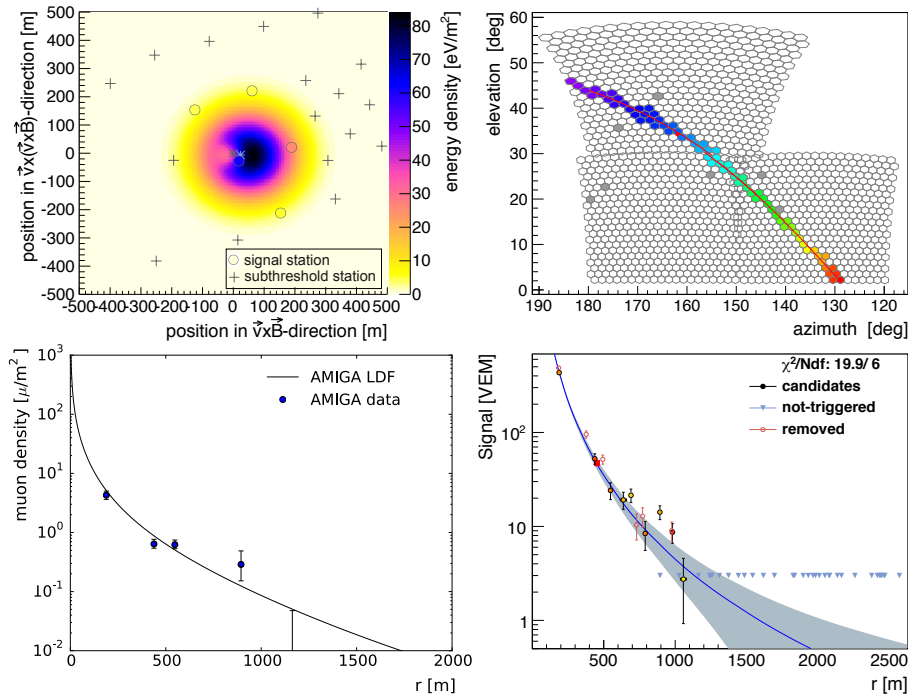 500
400
300
200
100
0
-100
-200
-300
-400
-500
position in v⃗x(v⃗xB⃗)-direction [m]
-500 -400 -300 -200 -100 0 100 200 300 400 500
position in v⃗xB⃗-direction [m]
signal station
subthreshold station
80
70
60
50
40
30
20
10
0
energy density [eV/m²]
60
50
40
30
20
10
0
elevation [deg]
190 180 170 160 150 140 130 120
azimuth [deg]
10³
10²
10¹
10⁰
10⁻¹
10⁻²
muon density [μ/m²]
AMIGA LDF
AMIGA data
0 500 1000 1500 2000
r [m]
χ²/Ndf: 19.9/ 6
candidates
not-triggered
removed
10²
10
1
Signal [VEM]
500 1000 1500 2000 2500
r [m]